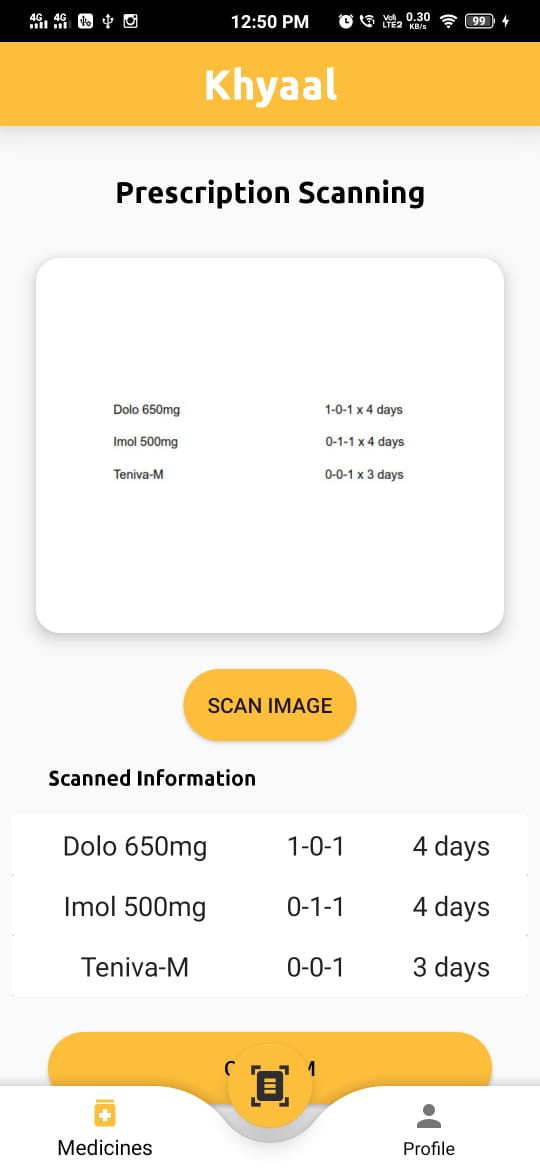 4G 4G 12:50 PM Voli LTE2 0.30 KB/s 99
Khyaal
Prescription Scanning
Dolo 650mg 1-0-1 x 4 days
Imol 500mg 0-1-1 x 4 days
Teniva-M 0-0-1 x 3 days
SCAN IMAGE
Scanned Information
Dolo 650mg 1-0-1 4 days
Imol 500mg 0-1-1 4 days
Teniva-M 0-0-1 3 days
Medicines Profile